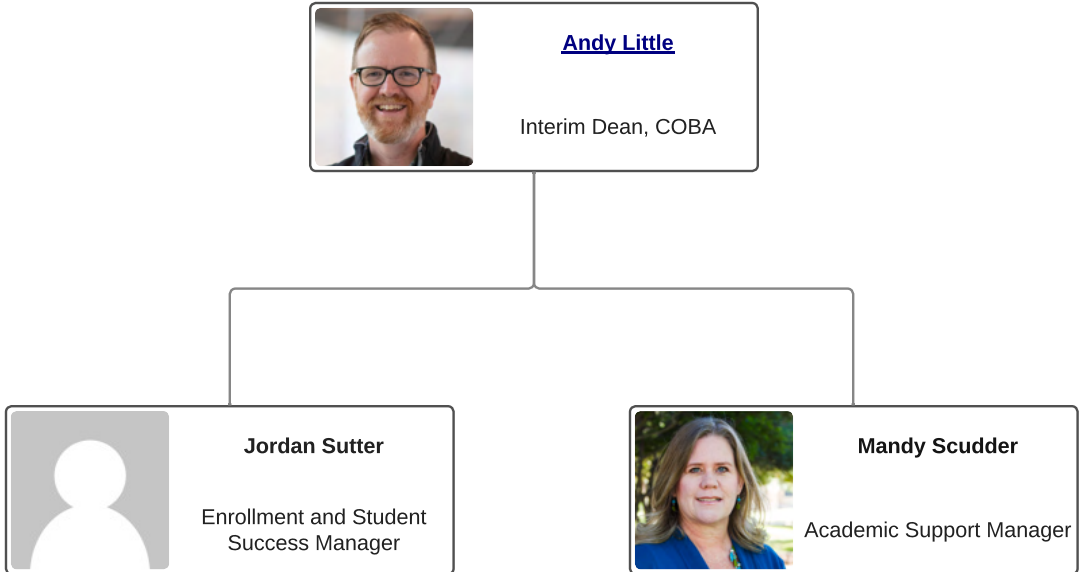 Andy Little
Interim Dean, COBA
Jordan Sutter
Enrollment and Student
Success Manager
Mandy Scudder
Academic Support Manager